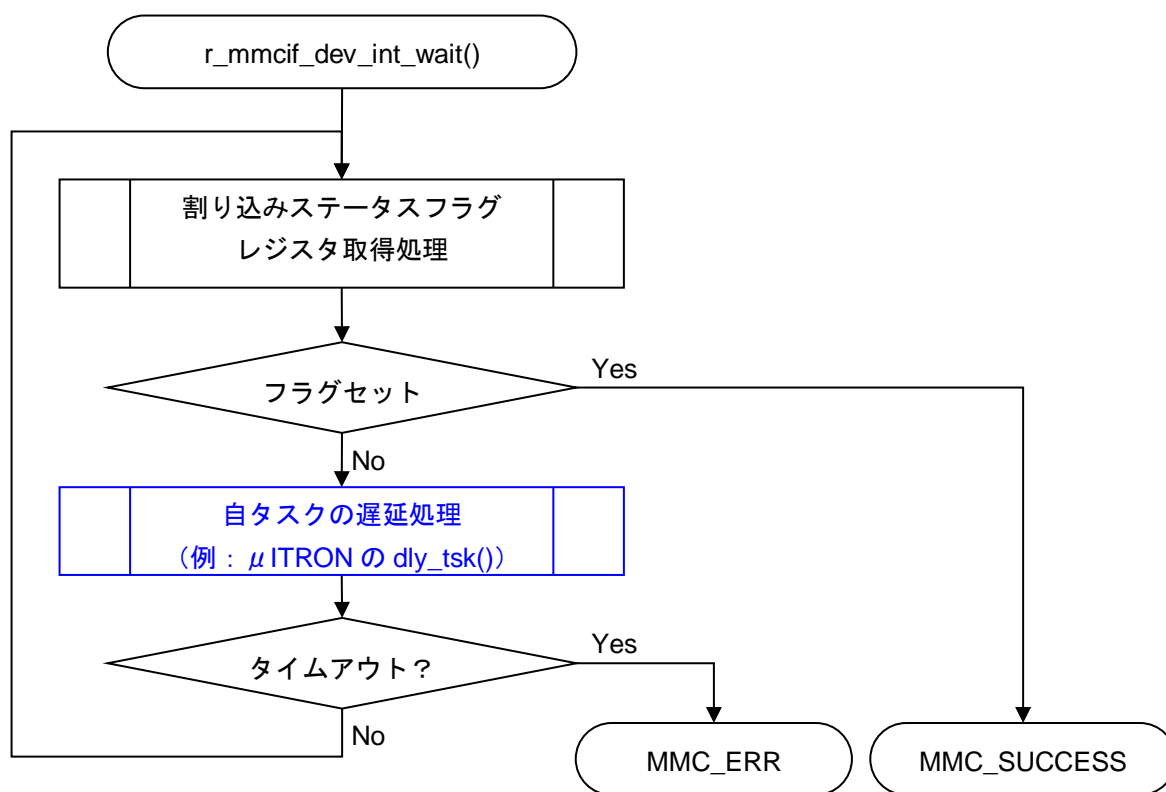 r_mmcif_dev_int_wait()
割り込みステータスフラグ
レジスタ取得処理
フラグセット
Yes
No
自タスクの遅延処理
（例：μITRON の dly_tsk()）
タイムアウト？
Yes
No
MMC_ERR
MMC_SUCCESS